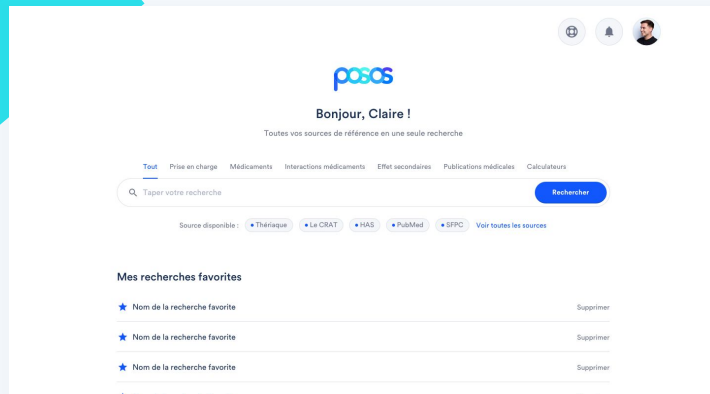 posos
Bonjour, Claire !
Toutes vos sources de référence en une seule recherche
Tout Prise en charge Médicaments Interactions médicaments Effet secondaires Publications médicales Calculateurs
Taper votre recherche Rechercher
Source disponible : Thériaque Le CRAT HAS PubMed SFPC Voir toutes les sources
Mes recherches favorites
Nom de la recherche favorite Supprimer
Nom de la recherche favorite Supprimer
Nom de la recherche favorite Supprimer